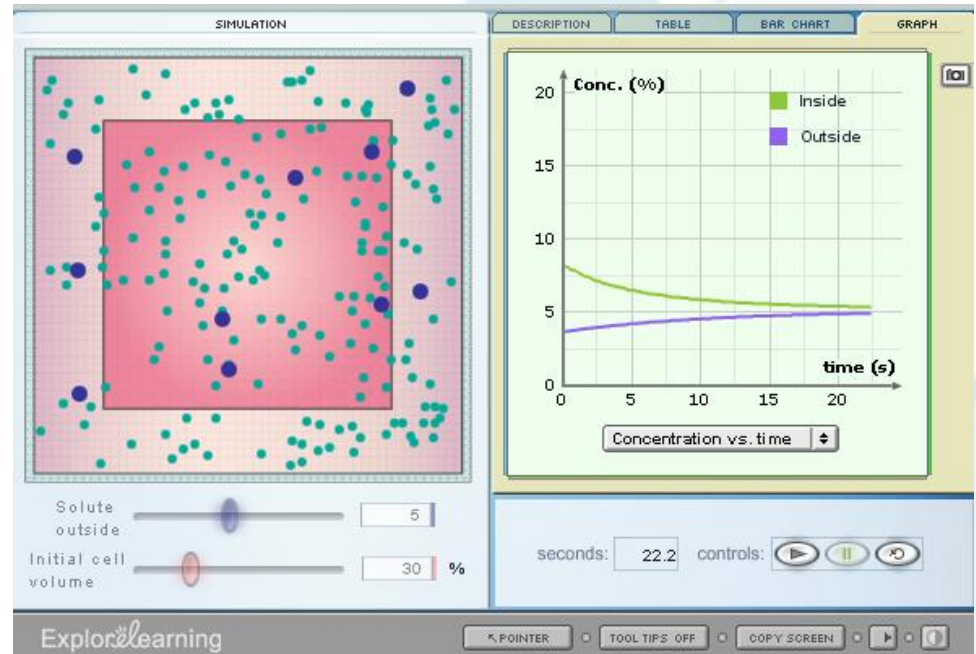 SIMULATION
DESCRIPTION
TABLE
BAR CHART
GRAPH
Conc. (%)
20
15
10
5
0
Inside
Outside
time (s)
0 5 10 15 20
Concentration vs. time
Solute outside
5
Initial cell volume
30 %
seconds: 22.2 controls:
ExploreLearning
POINTER
TOOL TIPS OFF
COPY SCREEN